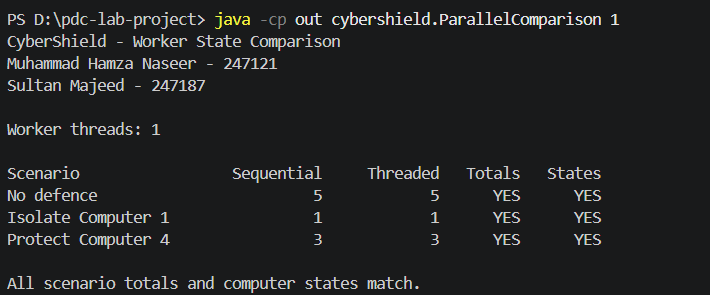 PS D:\pdc-lab-project> java -cp out cybershield.ParallelComparison 1
CyberShield - Worker State Comparison
Muhammad Hamza Naseer - 247121
Sultan Majeed - 247187
Worker threads: 1
Scenario Sequential Threaded Totals States
No defence 5 5 YES YES
Isolate Computer 1 1 1 YES YES
Protect Computer 4 3 3 YES YES
All scenario totals and computer states match.